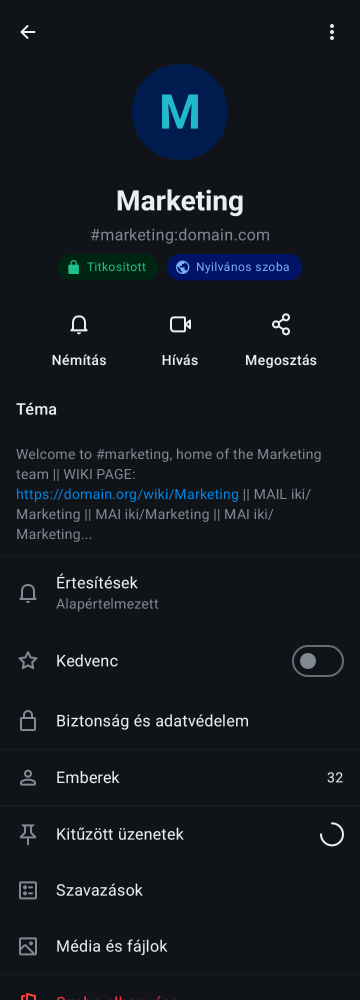 M
Marketing
#marketing:domain.com
Titkosított
Nyilvános szoba
Némítás
Hívás
Megosztás
Téma
Welcome to #marketing, home of the Marketing
team || WIKI PAGE:
https://domain.org/wiki/Marketing || MAIL iki/
Marketing || MAI iki/Marketing || MAI iki/
Marketing...
Értesítések
Alapértelmezett
Kedvenc
Biztonság és adatvédelem
Emberek
32
Kitűzött üzenetek
Szavazások
Média és fájlok